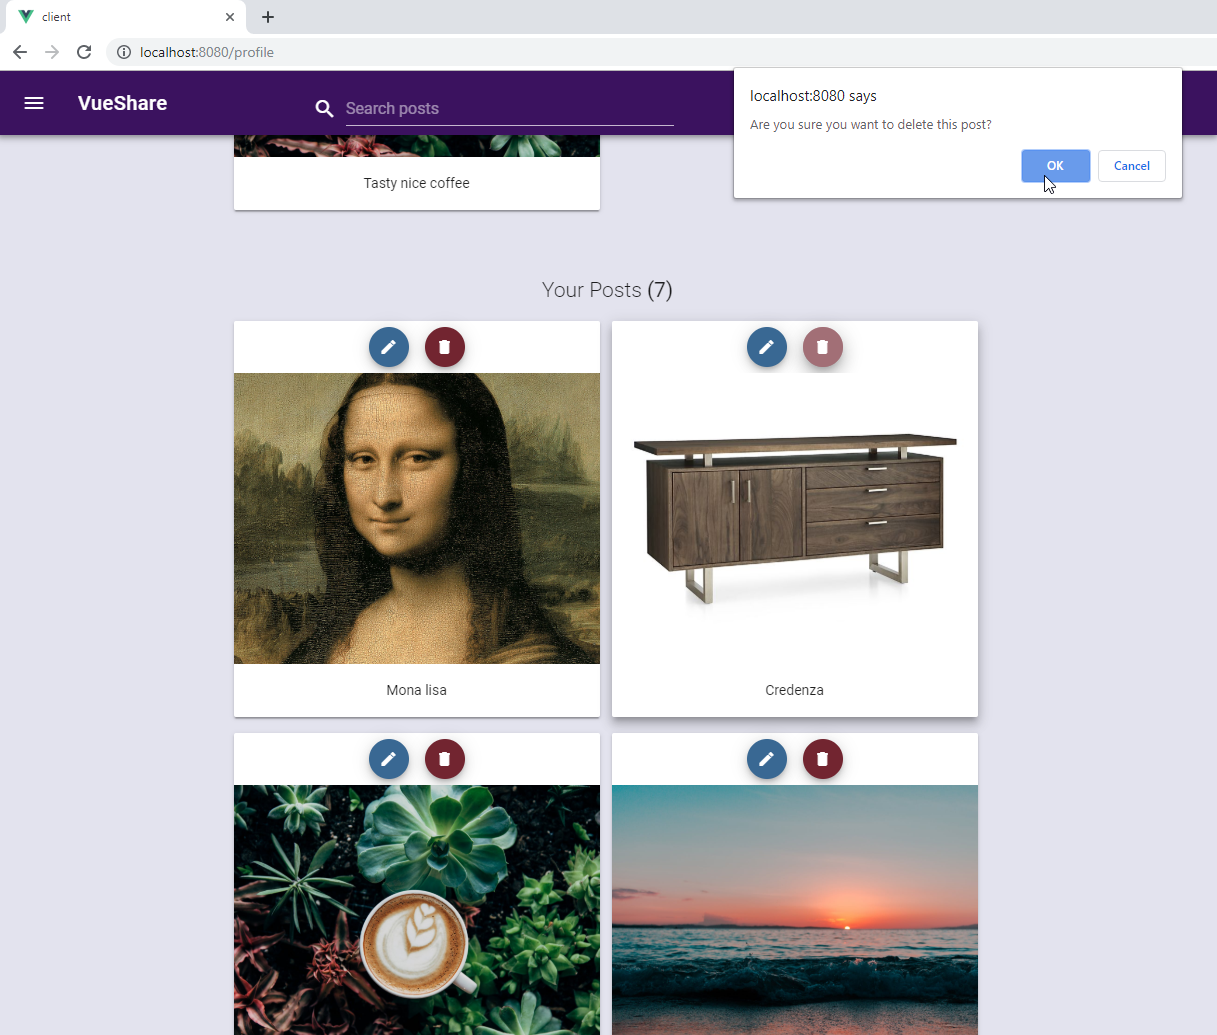 client
localhost:8080/profile
localhost:8080 says
Are you sure you want to delete this post?
OK
Cancel
VueShare
Search posts
Tasty nice coffee
Your Posts (7)
Mona lisa
Credenza